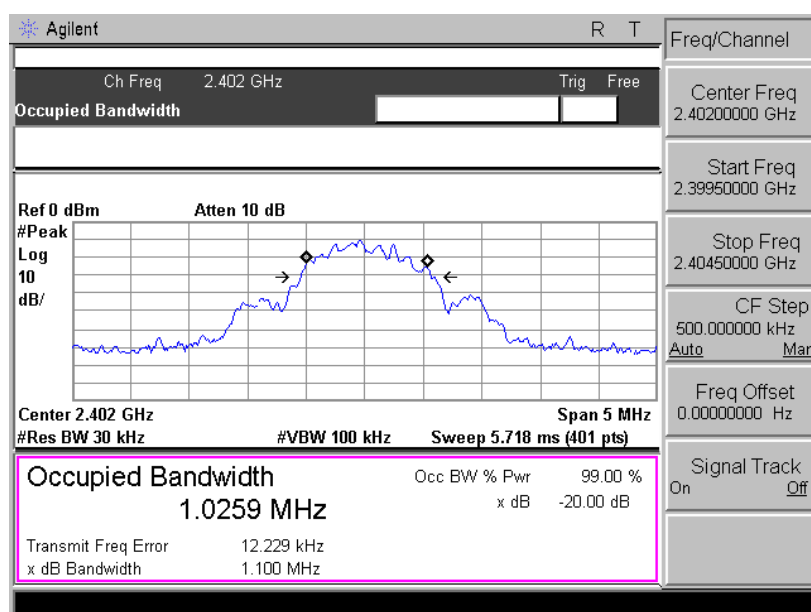 Agilent R T
Freq/Channel
Ch Freq 2.402 GHz Trig Free
Occupied Bandwidth
Center Freq
2.40200000 GHz
Start Freq
2.39950000 GHz
Stop Freq
2.40450000 GHz
CF Step
500.000000 kHz
Auto Man
Freq Offset
0.00000000 Hz
Signal Track
On Off
Ref 0 dBm Atten 10 dB
#Peak
Log
10
dB/
Center 2.402 GHz Span 5 MHz
#Res BW 30 kHz #VBW 100 kHz Sweep 5.718 ms (401 pts)
Occupied Bandwidth Occ BW % Pwr 99.00 %
1.0259 MHz x dB -20.00 dB
Transmit Freq Error 12.229 kHz
x dB Bandwidth 1.100 MHz